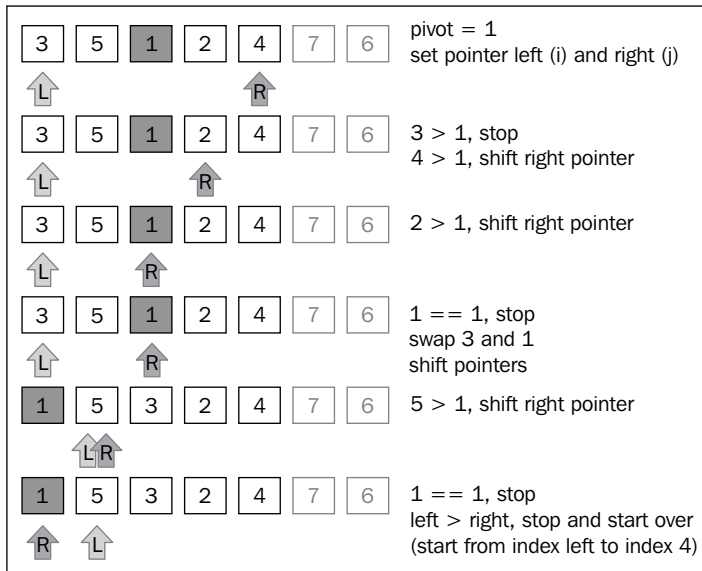 3 5 1 2 4 7 6 pivot = 1
set pointer left (i) and right (j)
L R
3 5 1 2 4 7 6 3 > 1, stop
4 > 1, shift right pointer
L R
3 5 1 2 4 7 6 2 > 1, shift right pointer
L R
3 5 1 2 4 7 6 1 == 1, stop
swap 3 and 1
L R shift pointers
1 5 3 2 4 7 6 5 > 1, shift right pointer
L R
1 5 3 2 4 7 6 1 == 1, stop
left > right, stop and start over
R L (start from index left to index 4)